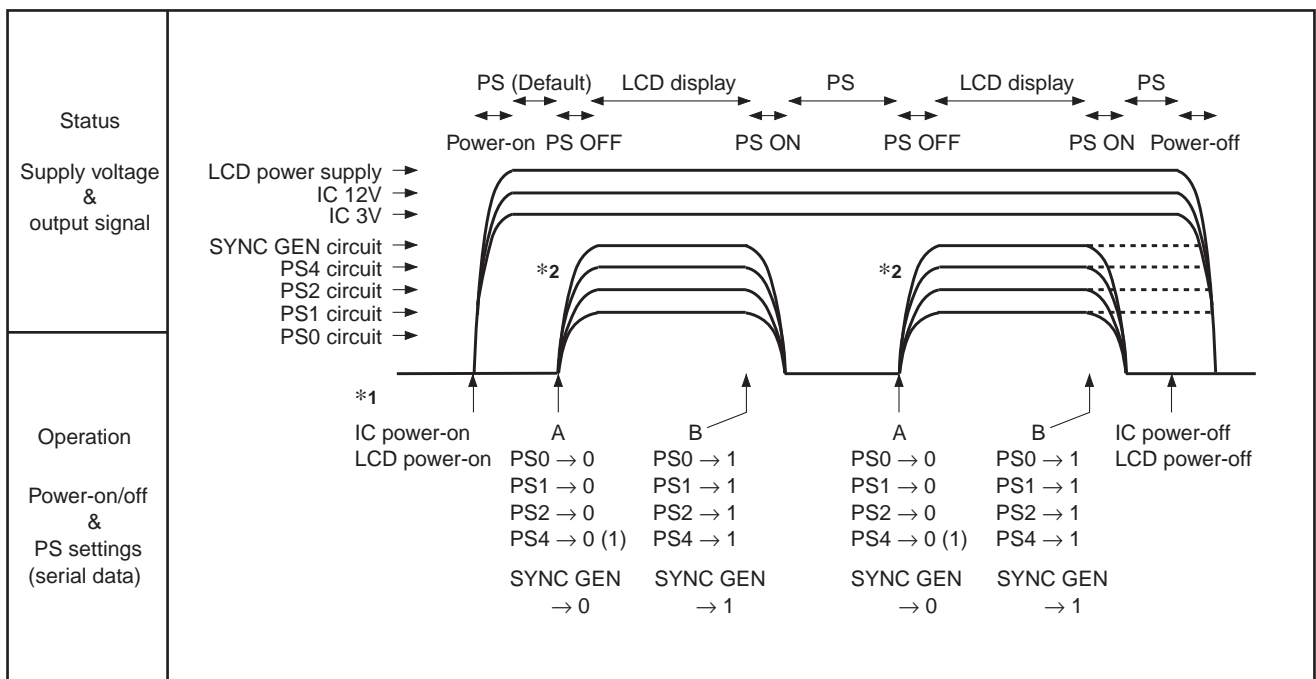 Status
Supply voltage
&
output signal
PS (Default) LCD display PS LCD display PS
Power-on PS OFF PS ON PS OFF PS ON Power-off
LCD power supply
IC 12V
IC 3V
SYNC GEN circuit
PS4 circuit
PS2 circuit
PS1 circuit
PS0 circuit
*2 *2
*1
Operation
Power-on/off
&
PS settings
(serial data)
IC power-on A B A B IC power-off
LCD power-on PS0 → 0 PS0 → 1 PS0 → 0 PS0 → 1 LCD power-off
PS1 → 0 PS1 → 1 PS1 → 0 PS1 → 1
PS2 → 0 PS2 → 1 PS2 → 0 PS2 → 1
PS4 → 0 (1) PS4 → 1 PS4 → 0 (1) PS4 → 1
SYNC GEN SYNC GEN SYNC GEN SYNC GEN
→ 0 → 1 → 0 → 1